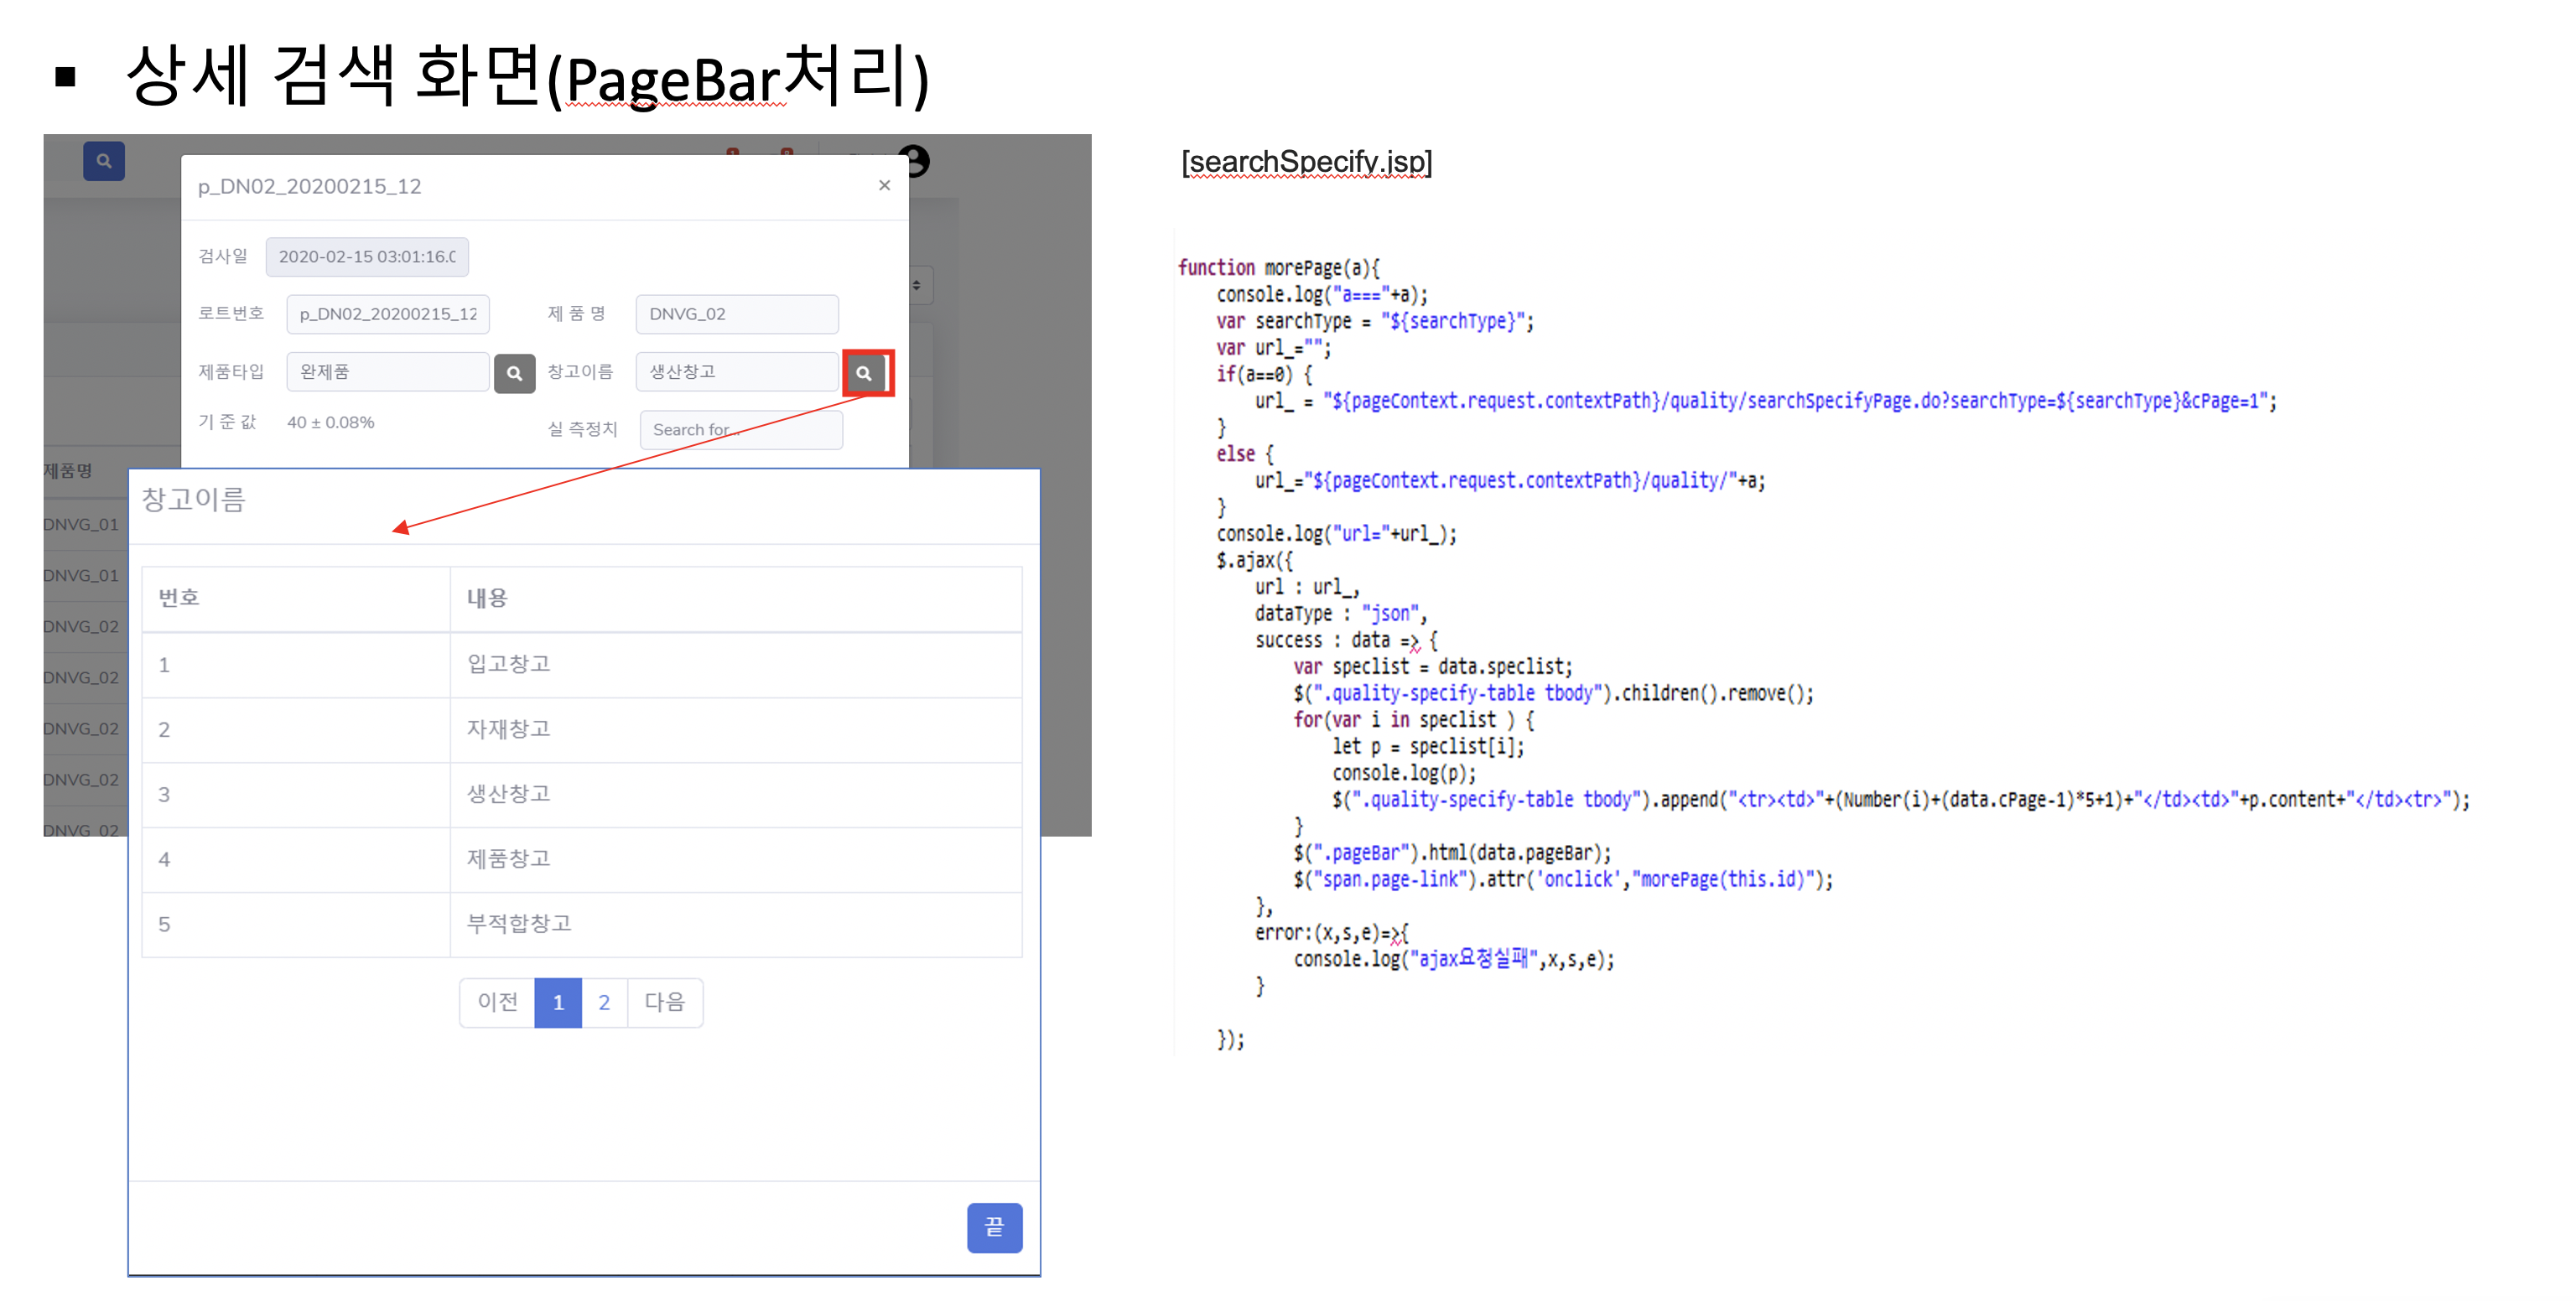 ▪ 상세 검색 화면(PageBar처리)
p_DN02_20200215_12 ×
검사일 2020-02-15 03:01:16.0
로트번호 p_DN02_20200215_12 제 품 명 DNVG_02
제품타입 완제품 창고이름 생산창고
기 준 값 40 ± 0.08% 실 측정치 Search for...
제품명
DNVG_01
DNVG_01
DNVG_02
DNVG_02
DNVG_02
DNVG_02
DNVG_02
창고이름
번호 내용
1 입고창고
2 자재창고
3 생산창고
4 제품창고
5 부적합창고
이전 1 2 다음
끝
[searchSpecify.jsp]
function morePage(a){
console.log("a==="+a);
var searchType = "${searchType}";
var url_="";
if(a==0) {
url_ = "${pageContext.request.contextPath}/quality/searchSpecifyPage.do?searchType=${searchType}&cPage=1";
}
else {
url_="${pageContext.request.contextPath}/quality/"+a;
}
console.log("url="+url_);
$.ajax({
url : url_,
dataType : "json",
success : data => {
var speclist = data.speclist;
$(".quality-specify-table tbody").children().remove();
for(var i in speclist ) {
let p = speclist[i];
console.log(p);
$(".quality-specify-table tbody").append("<tr><td>"+(Number(i)+(data.cPage-1)*5+1)+"</td><td>"+p.content+"</td><tr>");
}
$(".pageBar").html(data.pageBar);
$("span.page-link").attr('onclick',"morePage(this.id)");
},
error:(x,s,e)=>{
console.log("ajax요청실패",x,s,e);
}
});